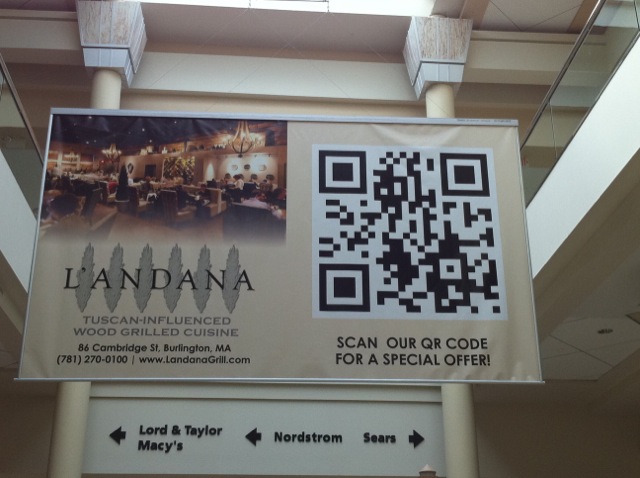 L'ANDANA
TUSCAN-INFLUENCED
WOOD GRILLED CUISINE
86 Cambridge St, Burlington, MA
(781) 270-0100 | www.LandanaGrill.com
SCAN OUR QR CODE
FOR A SPECIAL OFFER!
Lord & Taylor
Macy's
Nordstrom
Sears